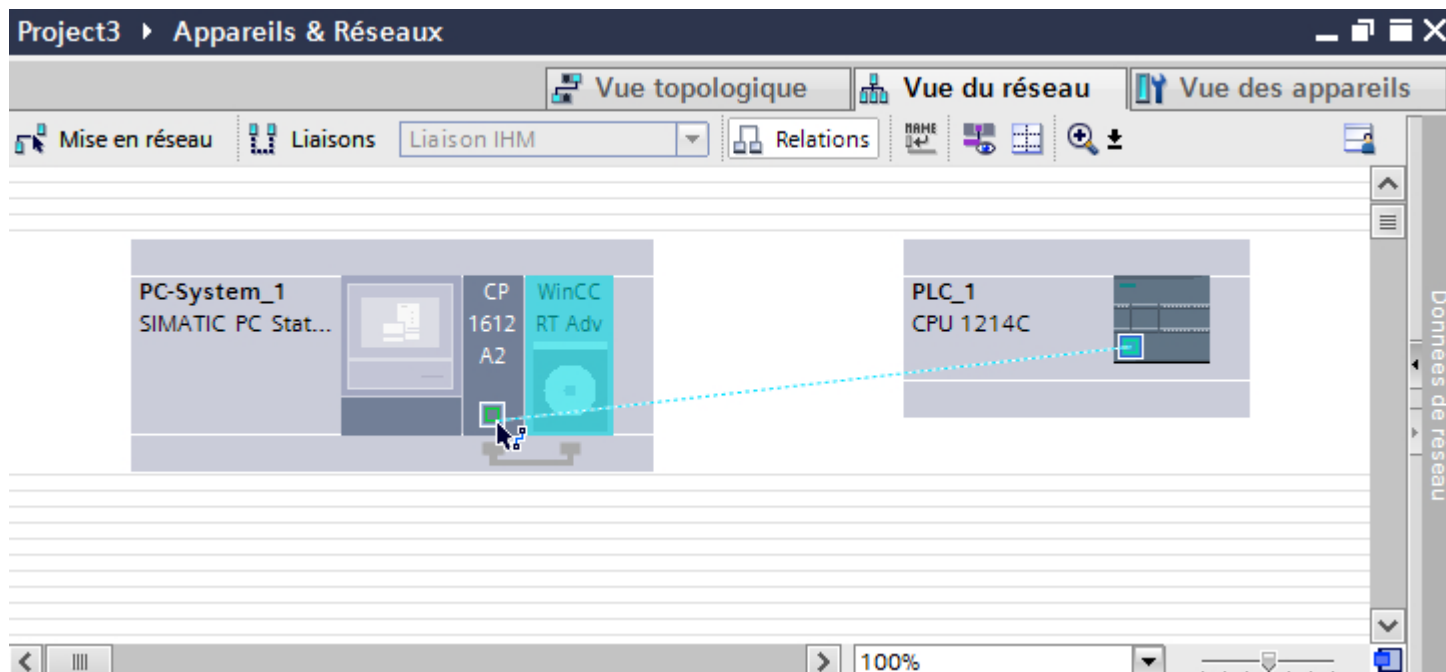 Project3 ▸ Appareils & Réseaux
Vue topologique
Vue du réseau
Vue des appareils
Mise en réseau
Liaisons
Liaison IHM
Relations
NAME
PC-System_1
SIMATIC PC Stat...
CP
1612
A2
WinCC
RT Adv
PLC_1
CPU 1214C
Données de réseau
100%